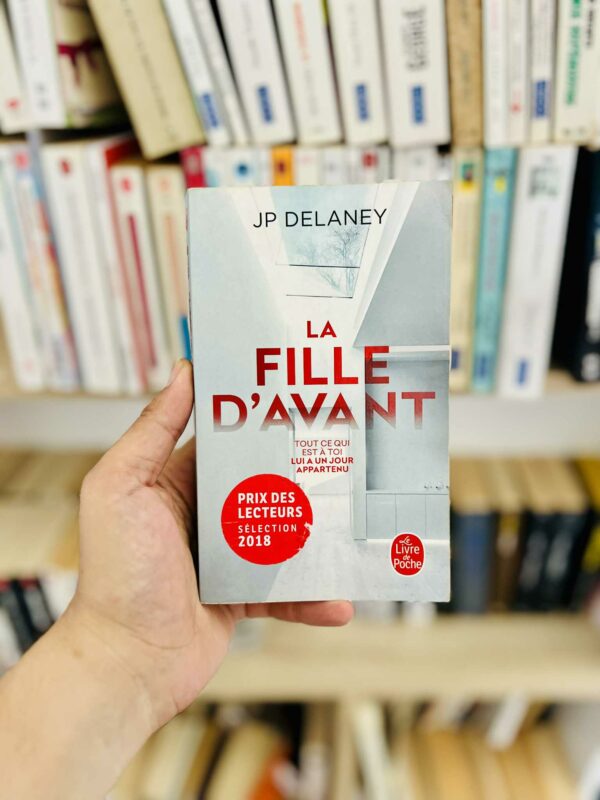 JP DELANEY
LA
FILLE
D'AVANT
TOUT CE QUI
EST À TOI
LUI A UN JOUR
APPARTENU
PRIX DES
LECTEURS
SÉLECTION
2018
Le
Livre
de
Poche